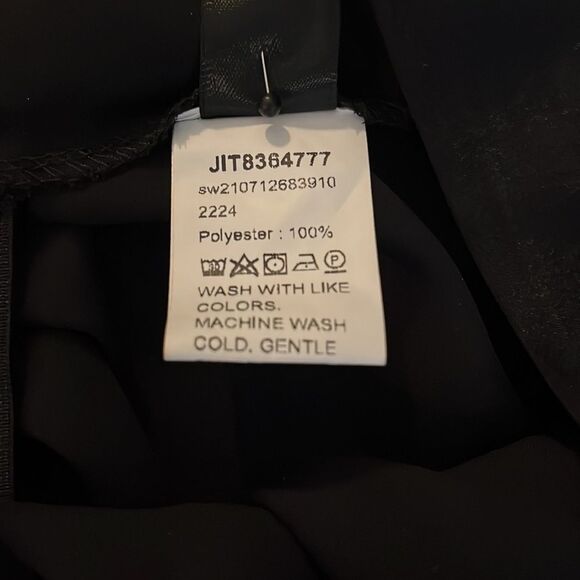 JIT8364777
sw210712683910
2224
Polyester : 100%
P
WASH WITH LIKE
COLORS.
MACHINE WASH
COLD, GENTLE